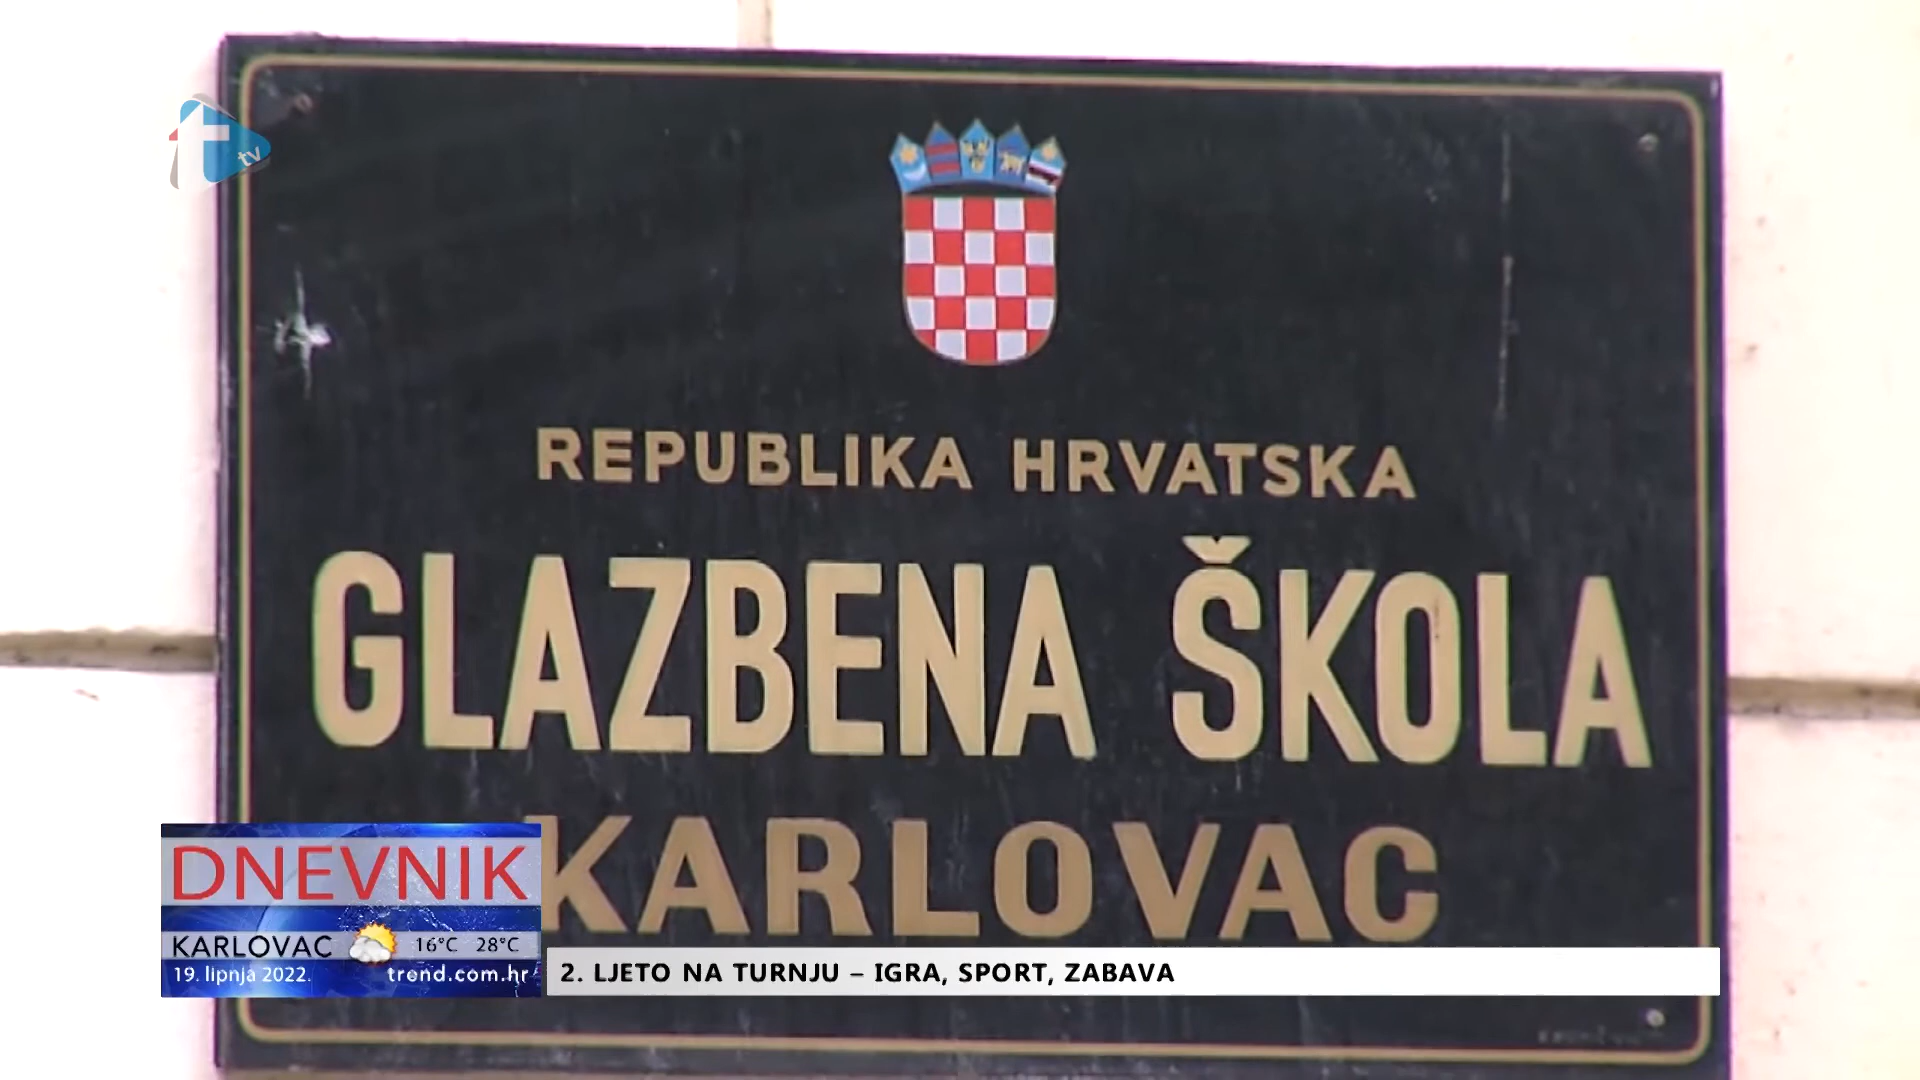 t tv
REPUBLIKA HRVATSKA
GLAZBENA ŠKOLA
KARLOVAC
DNEVNIK
KARLOVAC 16°C 28°C
19. lipnja 2022. trend.com.hr
2. LJETO NA TURNJU – IGRA, SPORT, ZABAVA